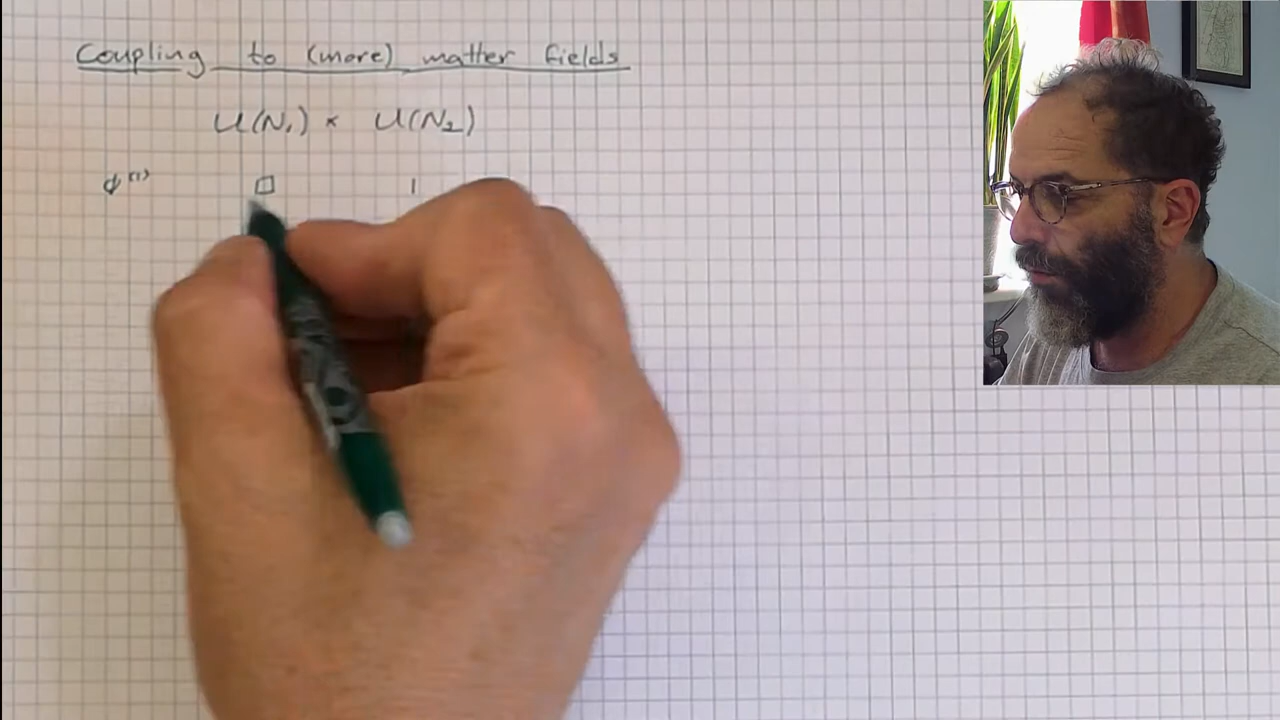 Coupling to (more) matter fields
U(N₁) × U(N₂)
φ⁽¹⁾ □ 1